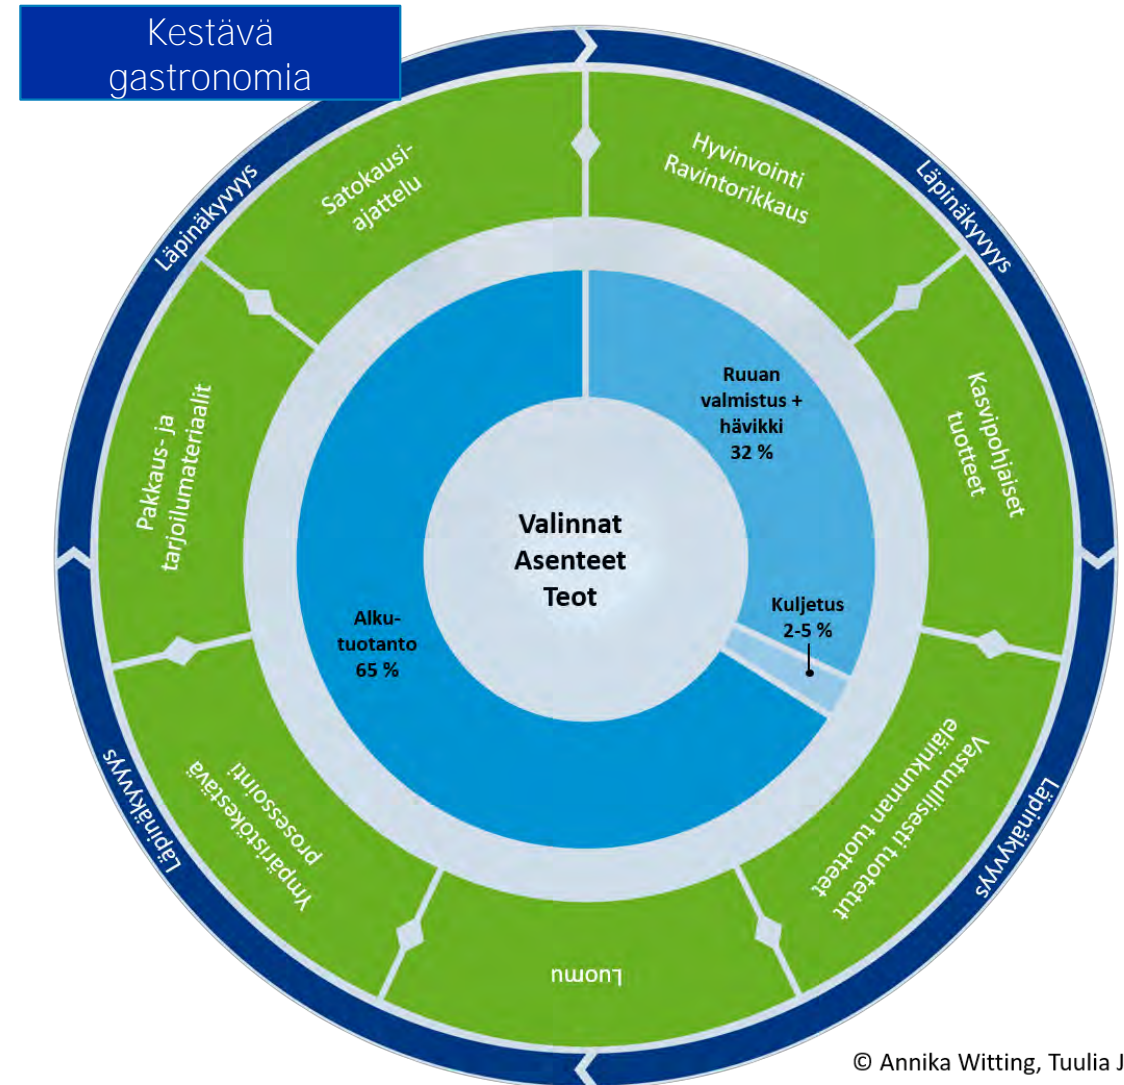 Kestävä
gastronomia
Läpinäkyvyys
Läpinäkyvyys
Läpinäkyvyys
Läpinäkyvyys
Hyvinvointi
Ravintorikkaus
Kasvipohjaiset
tuotteet
Vastuullisesti tuotetut
eläinkunnan tuotteet
Luomu
Ympäristökestävä
prosessointi
Pakkaus- ja
tarjoilumateriaalit
Satokausi-
ajattelu
Ruuan
valmistus +
hävikki
32 %
Kuljetus
2-5 %
Alku-
tuotanto
65 %
Valinnat
Asenteet
Teot
© Annika Witting, Tuulia J